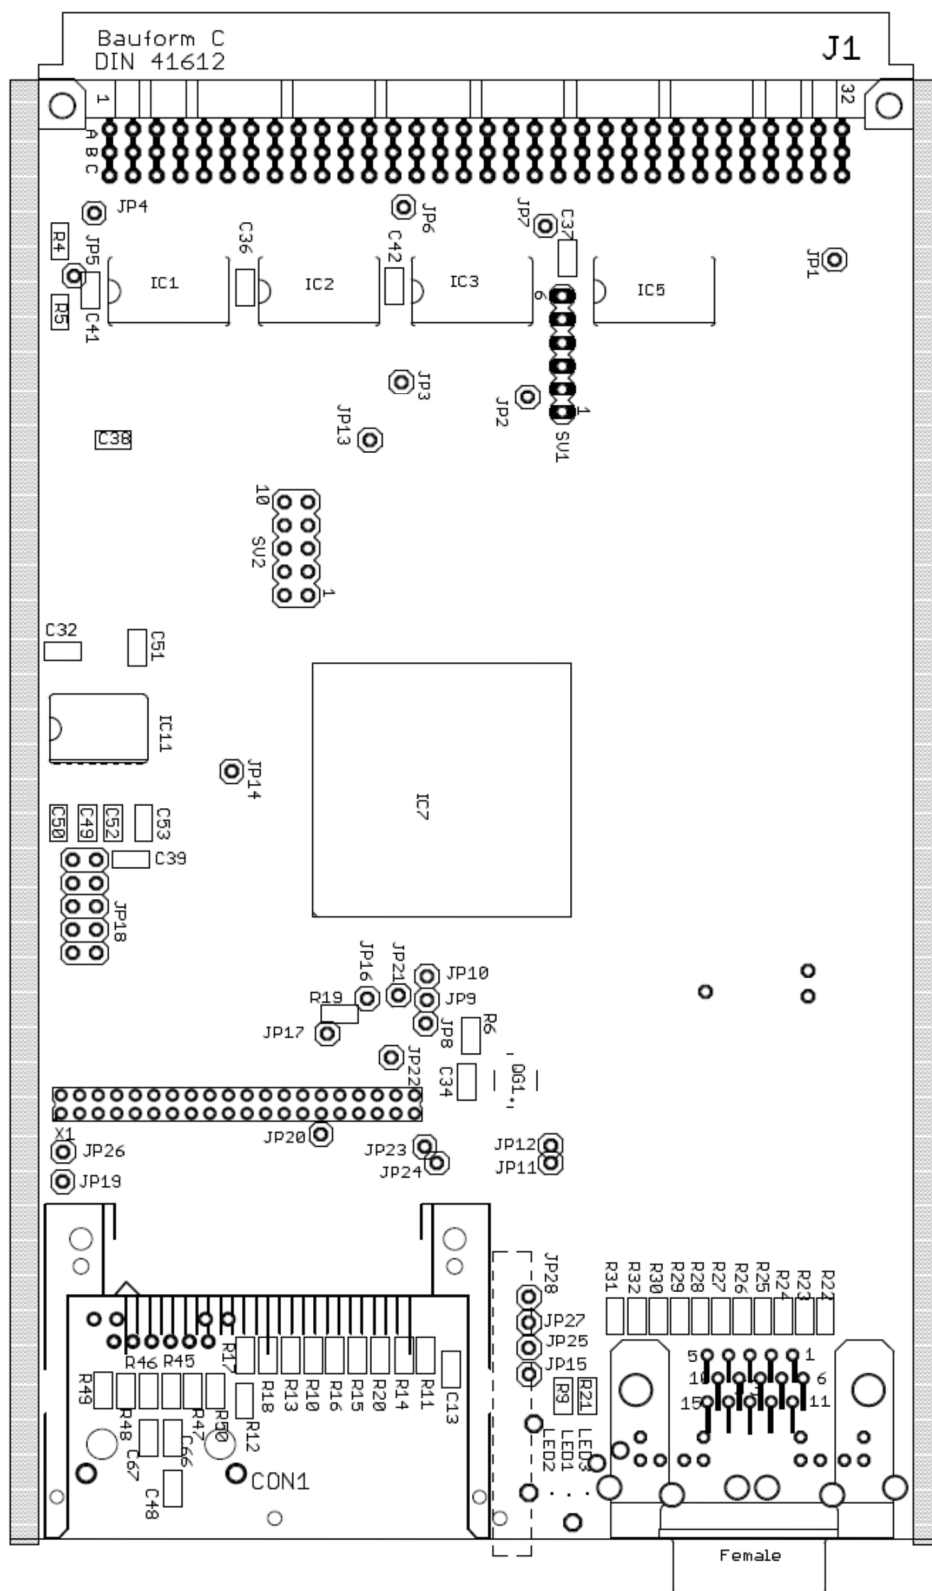 Bauform C
DIN 41612
J1
1
32
A
B
C
JP4
JP6
JP7
C37
JP1
R4
JP5
C36
C42
IC1
IC2
IC3
IC5
6
R5
C41
JP3
JP2
1
SV1
JP13
C38
10
SV2
1
C32
C51
IC11
JP14
IC7
C50
C49
C52
C53
C39
JP18
JP16
JP21
JP10
JP9
JP8
R19
JP17
R6
JP22
C34
QG1
X1
JP20
JP23
JP24
JP12
JP11
JP26
JP19
JP28
JP27
JP25
JP15
R31
R32
R30
R29
R28
R27
R26
R25
R24
R23
R22
R46
R45
R17
R49
R48
R47
R50
R12
R18
R13
R10
R16
R15
R20
R14
R11
C13
R9
R21
C67
C66
C48
CON1
LED2
LED1
LED3
5
1
6
15
11
Female